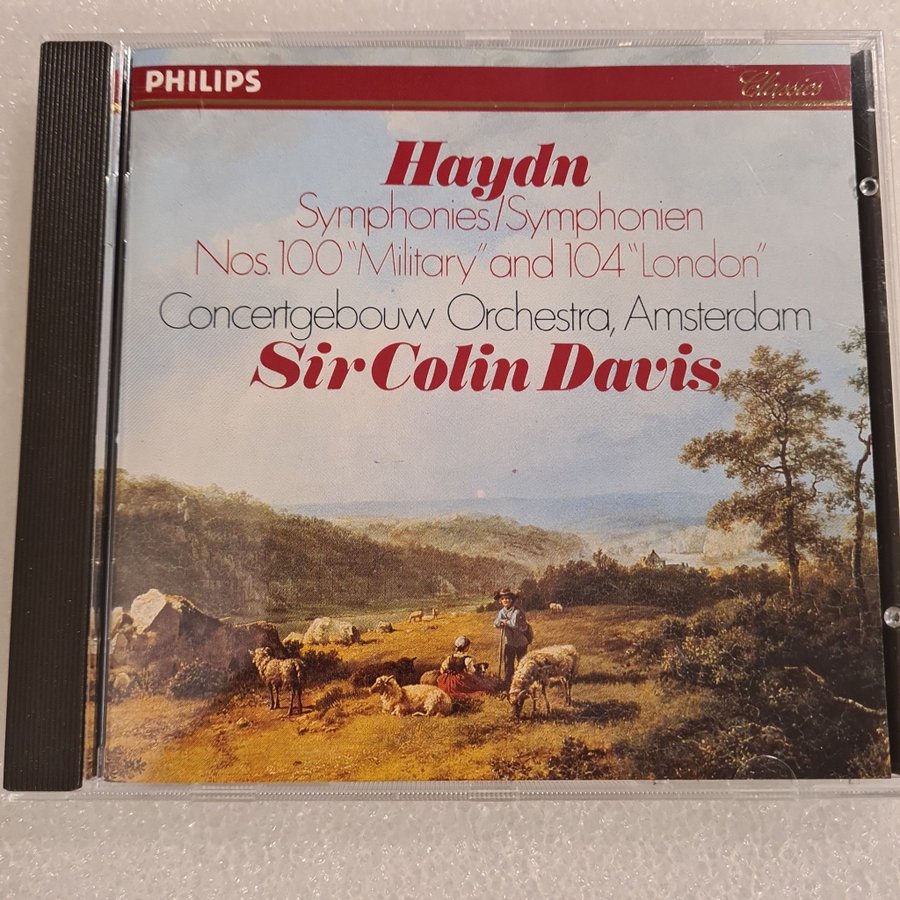 PHILIPS
Classics
Haydn
Symphonies/Symphonien
Nos. 100 "Military" and 104 "London"
Concertgebouw Orchestra, Amsterdam
Sir Colin Davis